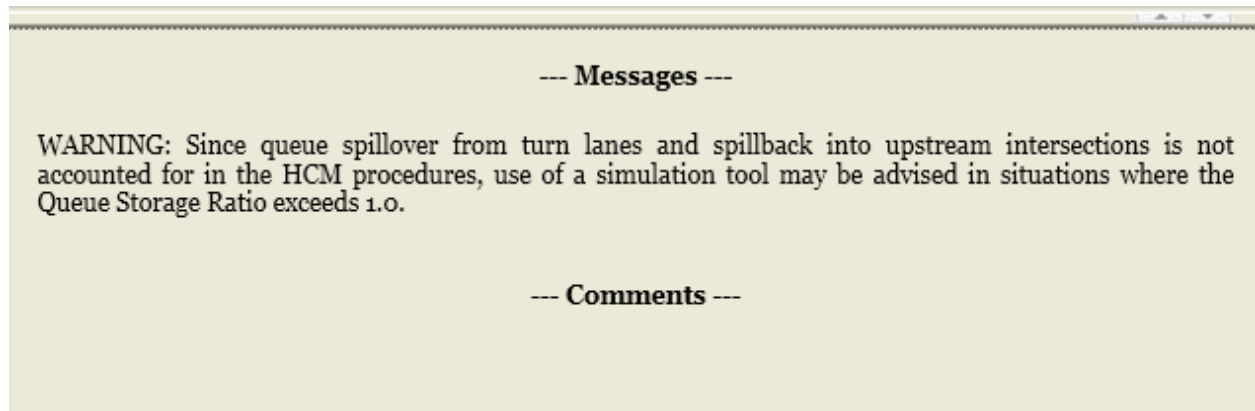 --- Messages ---
WARNING: Since queue spillover from turn lanes and spillback into upstream intersections is not
accounted for in the HCM procedures, use of a simulation tool may be advised in situations where the
Queue Storage Ratio exceeds 1.0.
--- Comments ---